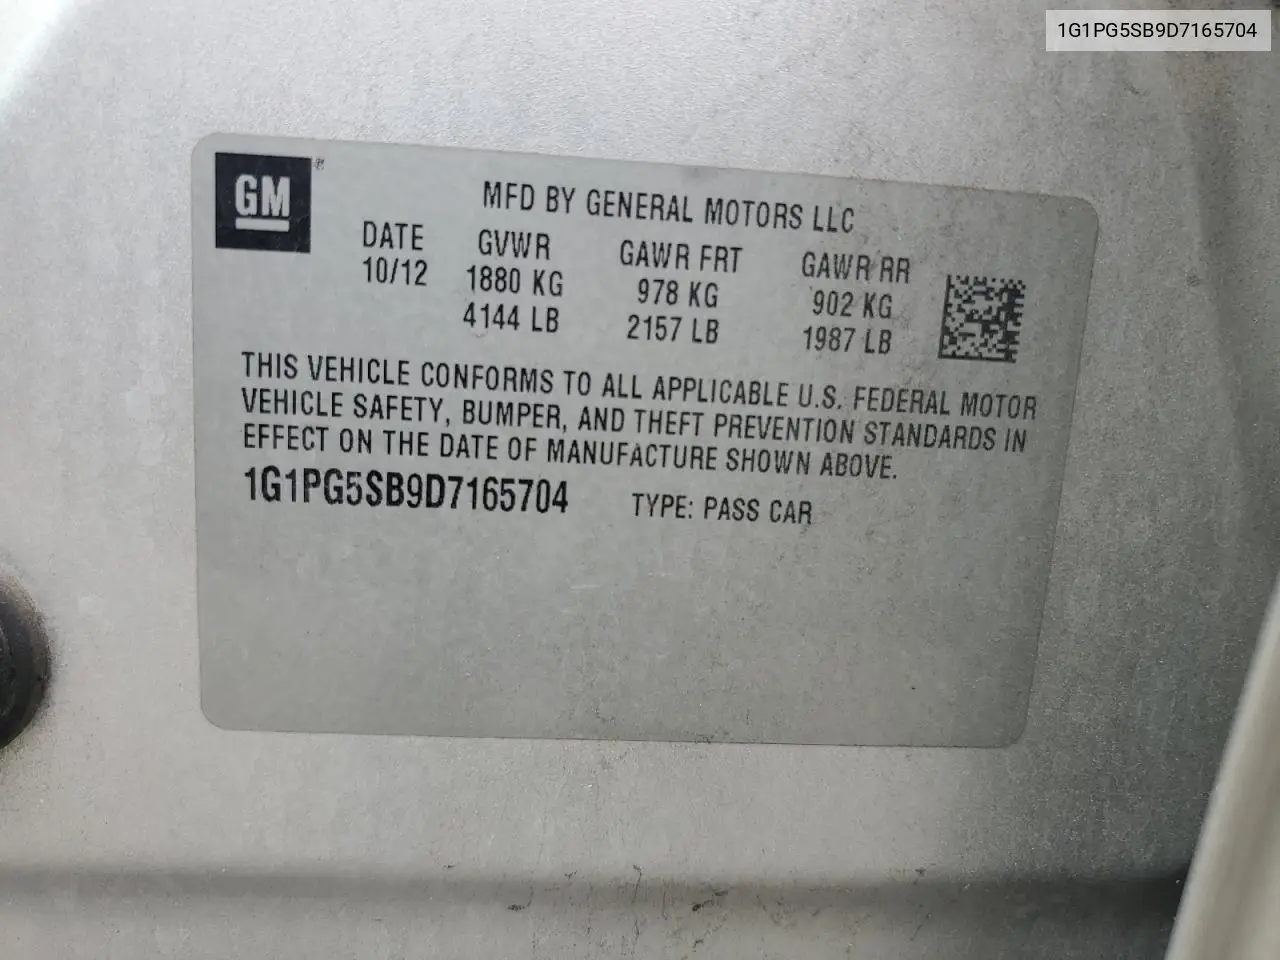 1G1PG5SB9D7165704
GM
MFD BY GENERAL MOTORS LLC
DATE GVWR GAWR FRT GAWR RR
10/12 1880 KG 978 KG 902 KG
4144 LB 2157 LB 1987 LB
THIS VEHICLE CONFORMS TO ALL APPLICABLE U.S. FEDERAL MOTOR
VEHICLE SAFETY, BUMPER, AND THEFT PREVENTION STANDARDS IN
EFFECT ON THE DATE OF MANUFACTURE SHOWN ABOVE.
1G1PG5SB9D7165704 TYPE: PASS CAR